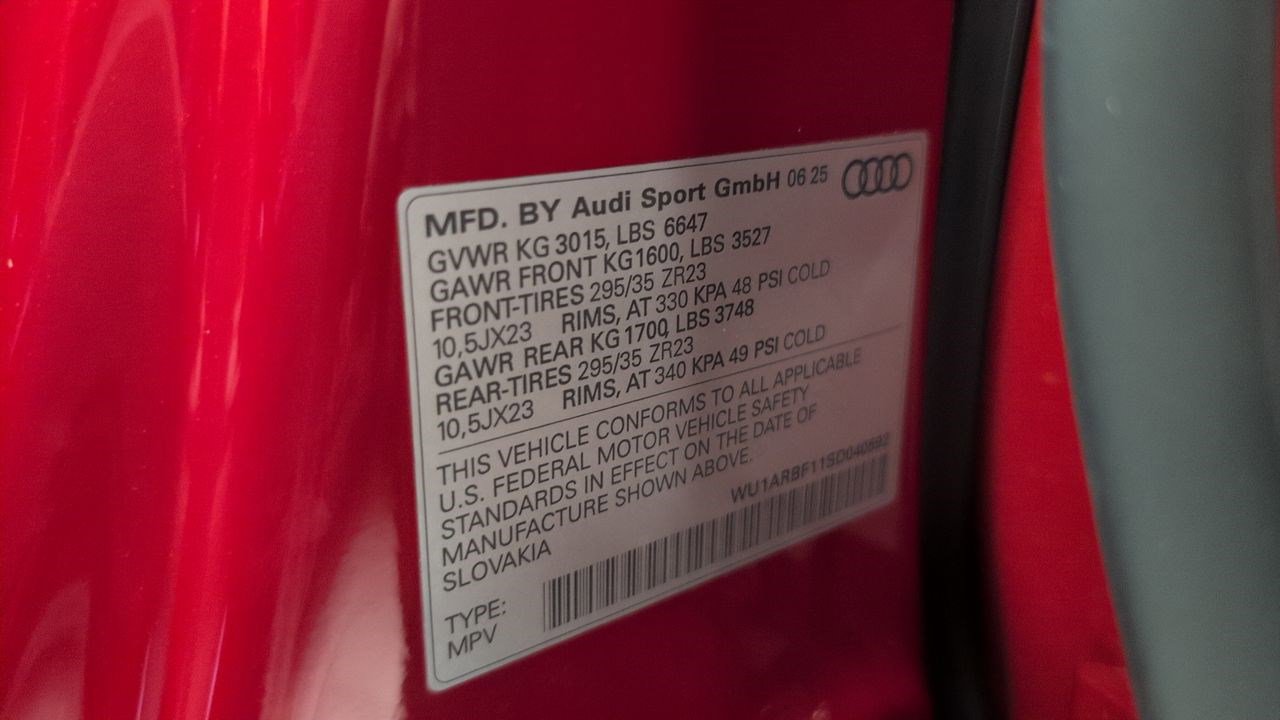 MFD. BY Audi Sport GmbH 06 25
GVWR KG 3015, LBS 6647
GAWR FRONT KG1600, LBS 3527
FRONT-TIRES 295/35 ZR23
10,5JX23 RIMS, AT 330 KPA 48 PSI COLD
GAWR REAR KG 1700, LBS 3748
REAR-TIRES 295/35 ZR23
10,5JX23 RIMS, AT 340 KPA 49 PSI COLD
THIS VEHICLE CONFORMS TO ALL APPLICABLE
U.S. FEDERAL MOTOR VEHICLE SAFETY
STANDARDS IN EFFECT ON THE DATE OF
MANUFACTURE SHOWN ABOVE.
SLOVAKIA
WU1ARBF11SD040592
TYPE:
MPV